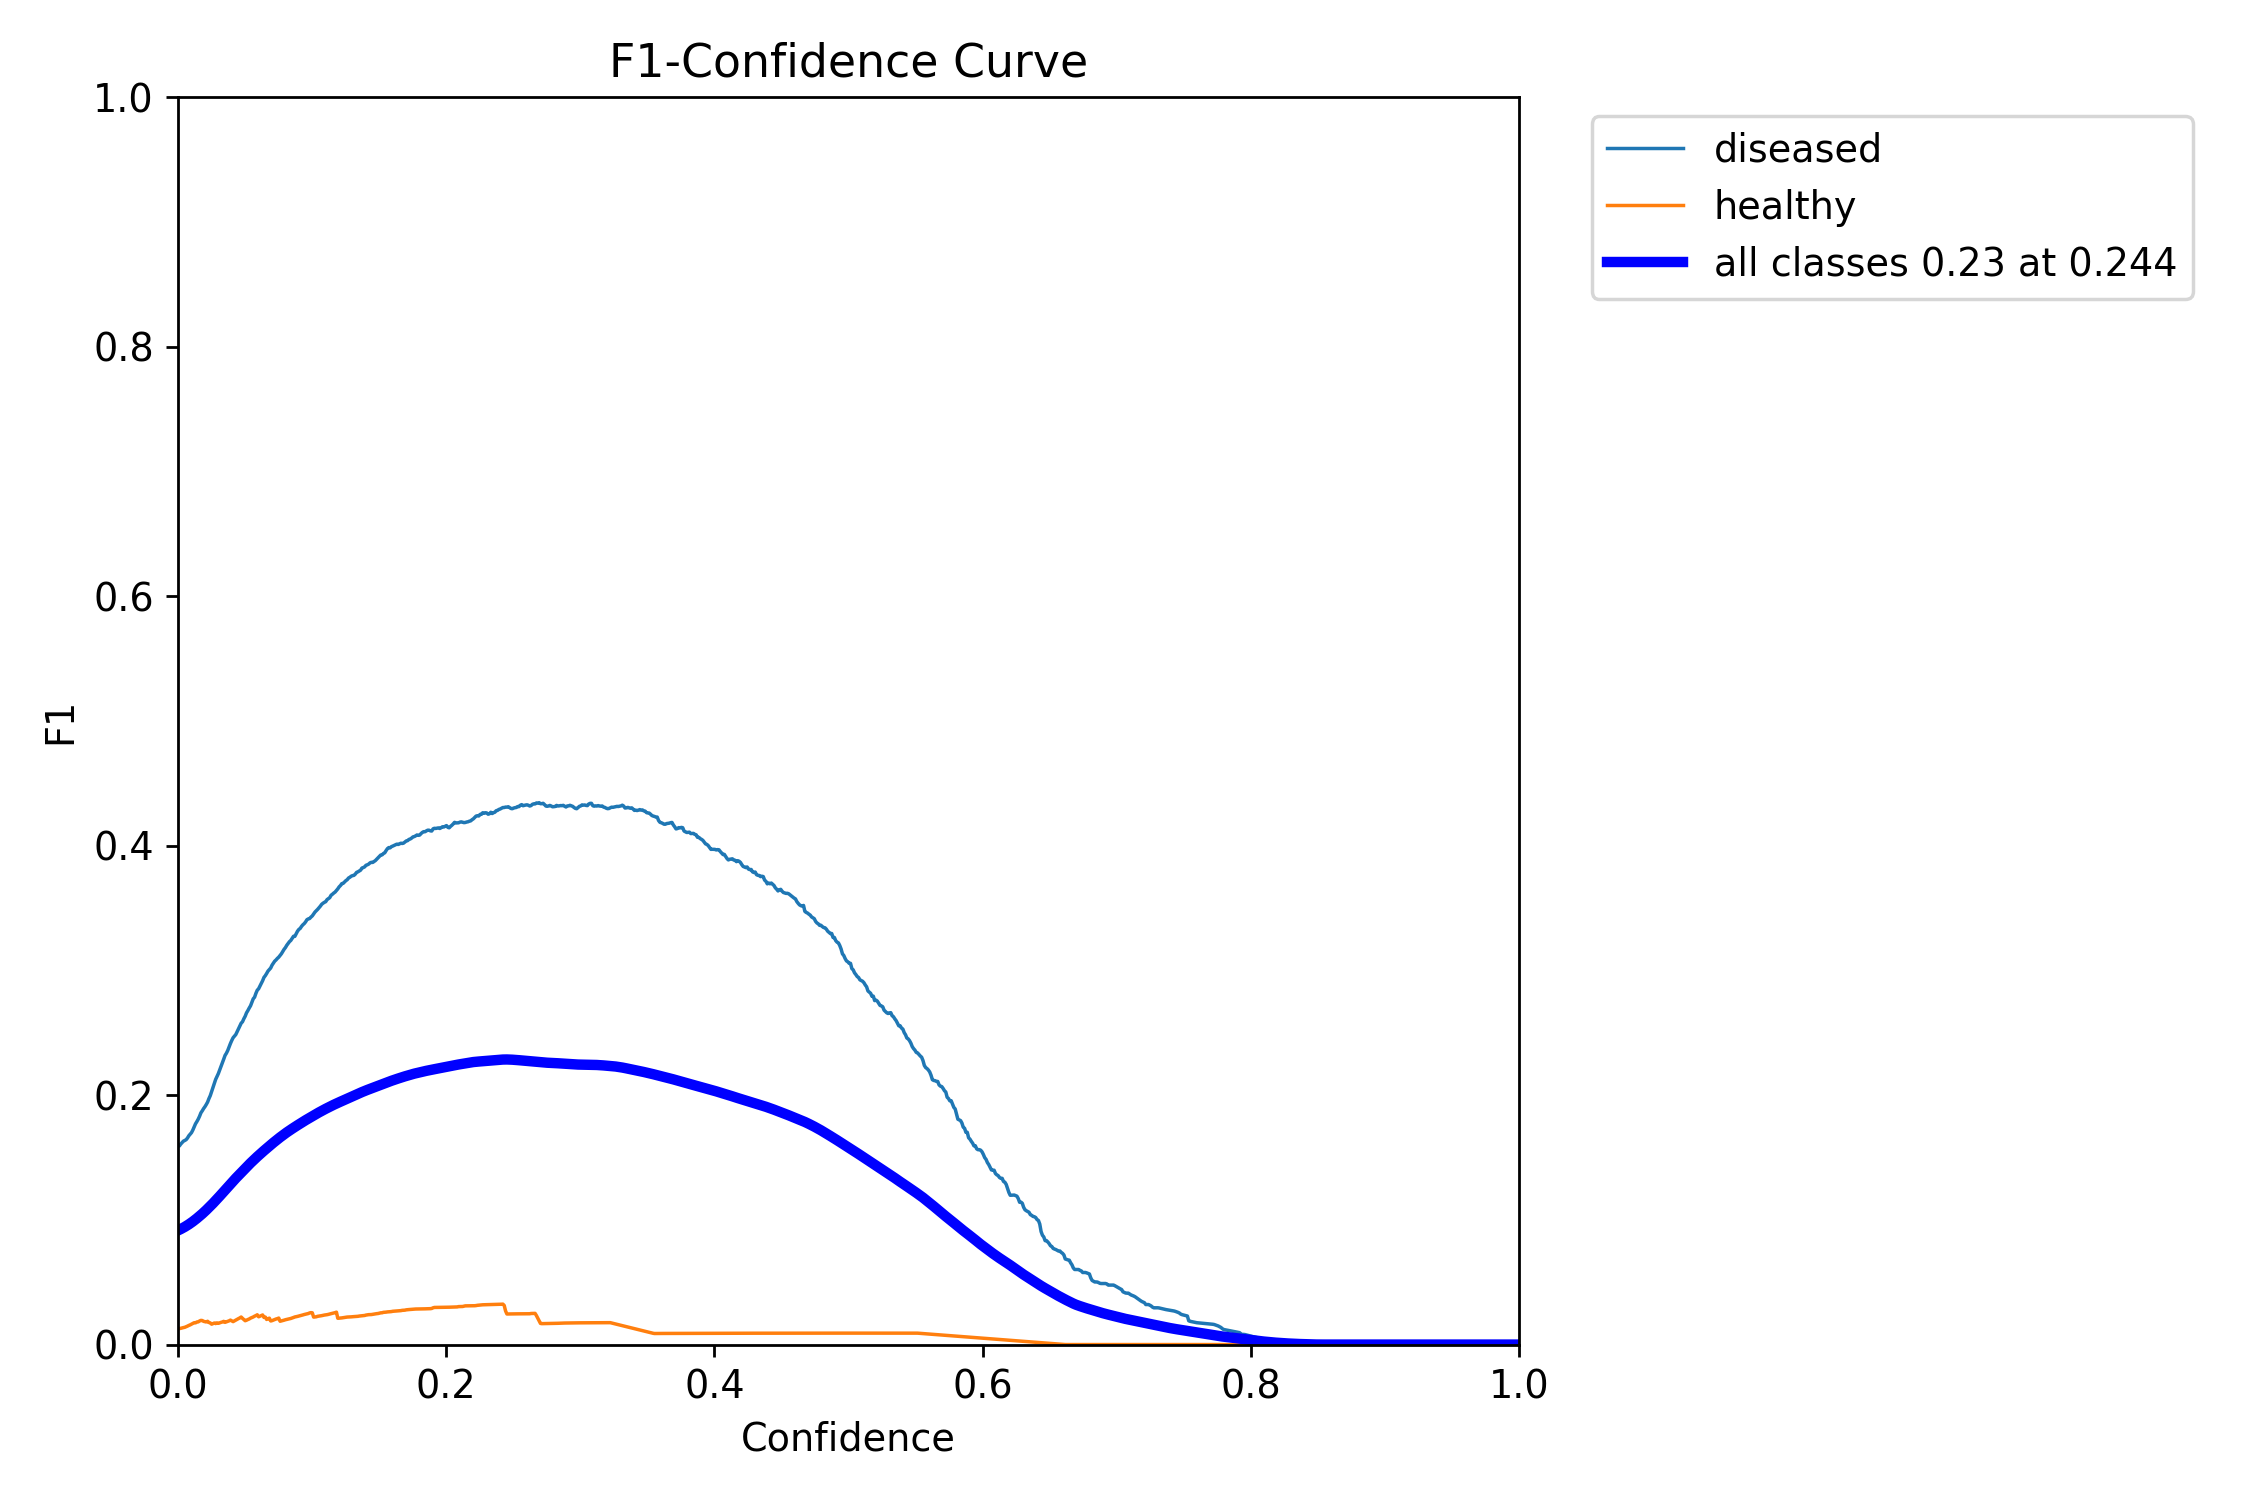 F1-Confidence Curve
1.0
0.8
0.6
0.4
0.2
0.0
F1
0.0 0.2 0.4 0.6 0.8 1.0
Confidence
diseased
healthy
all classes 0.23 at 0.244